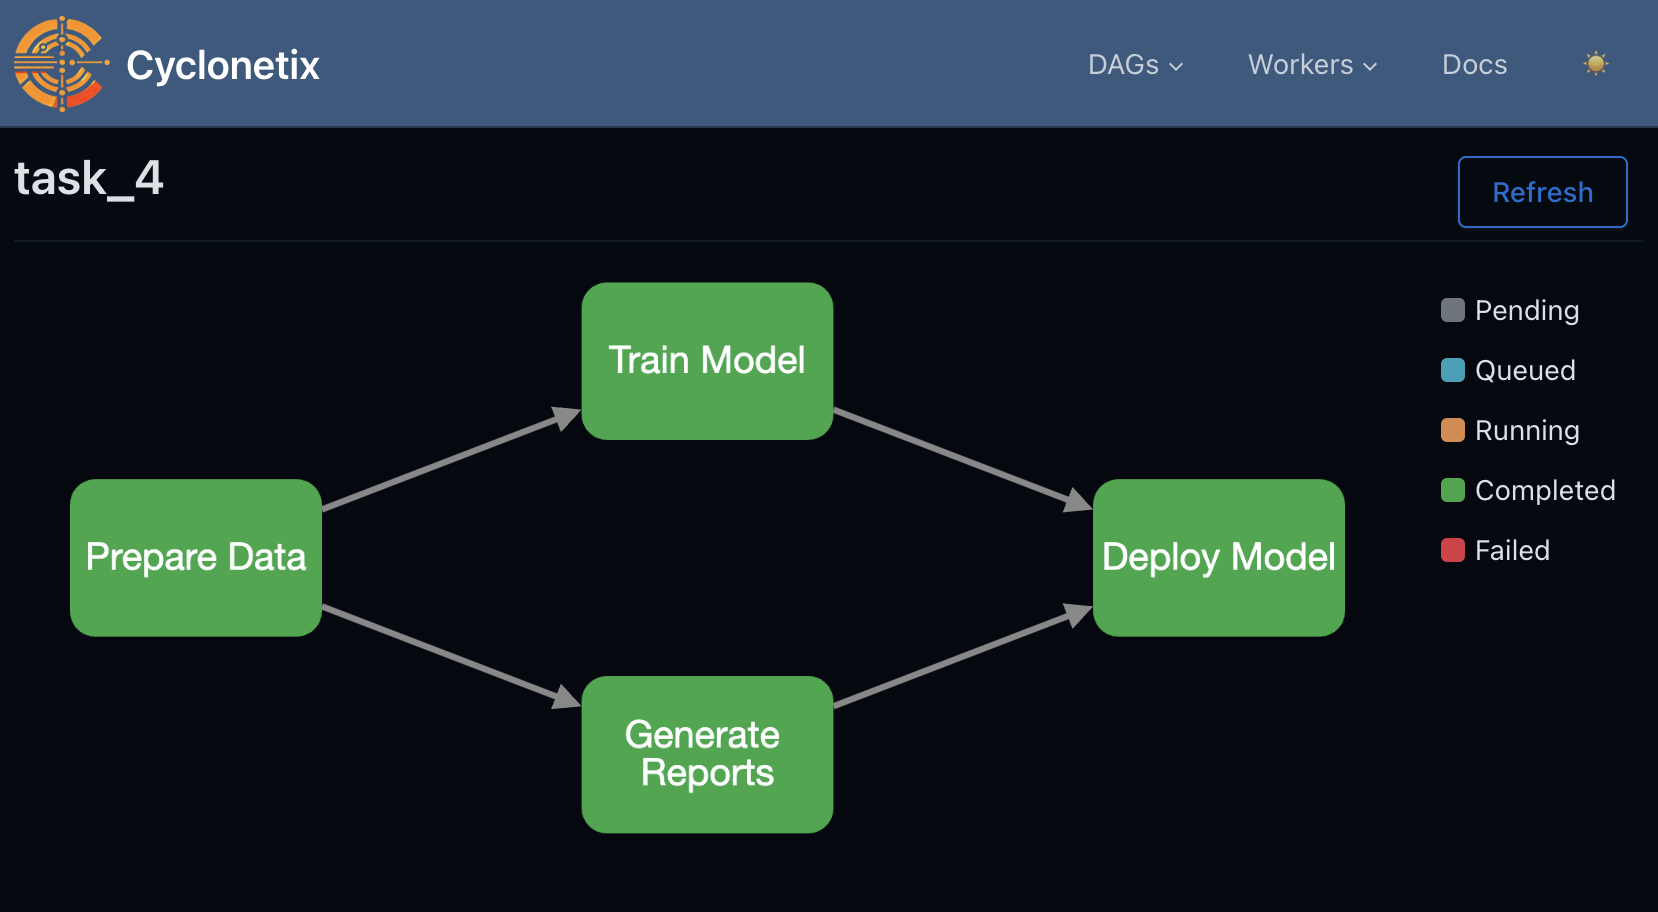 Cyclonetix
DAGs
Workers
Docs
task_4
Refresh
Train Model
Prepare Data
Deploy Model
Generate
Reports
Pending
Queued
Running
Completed
Failed